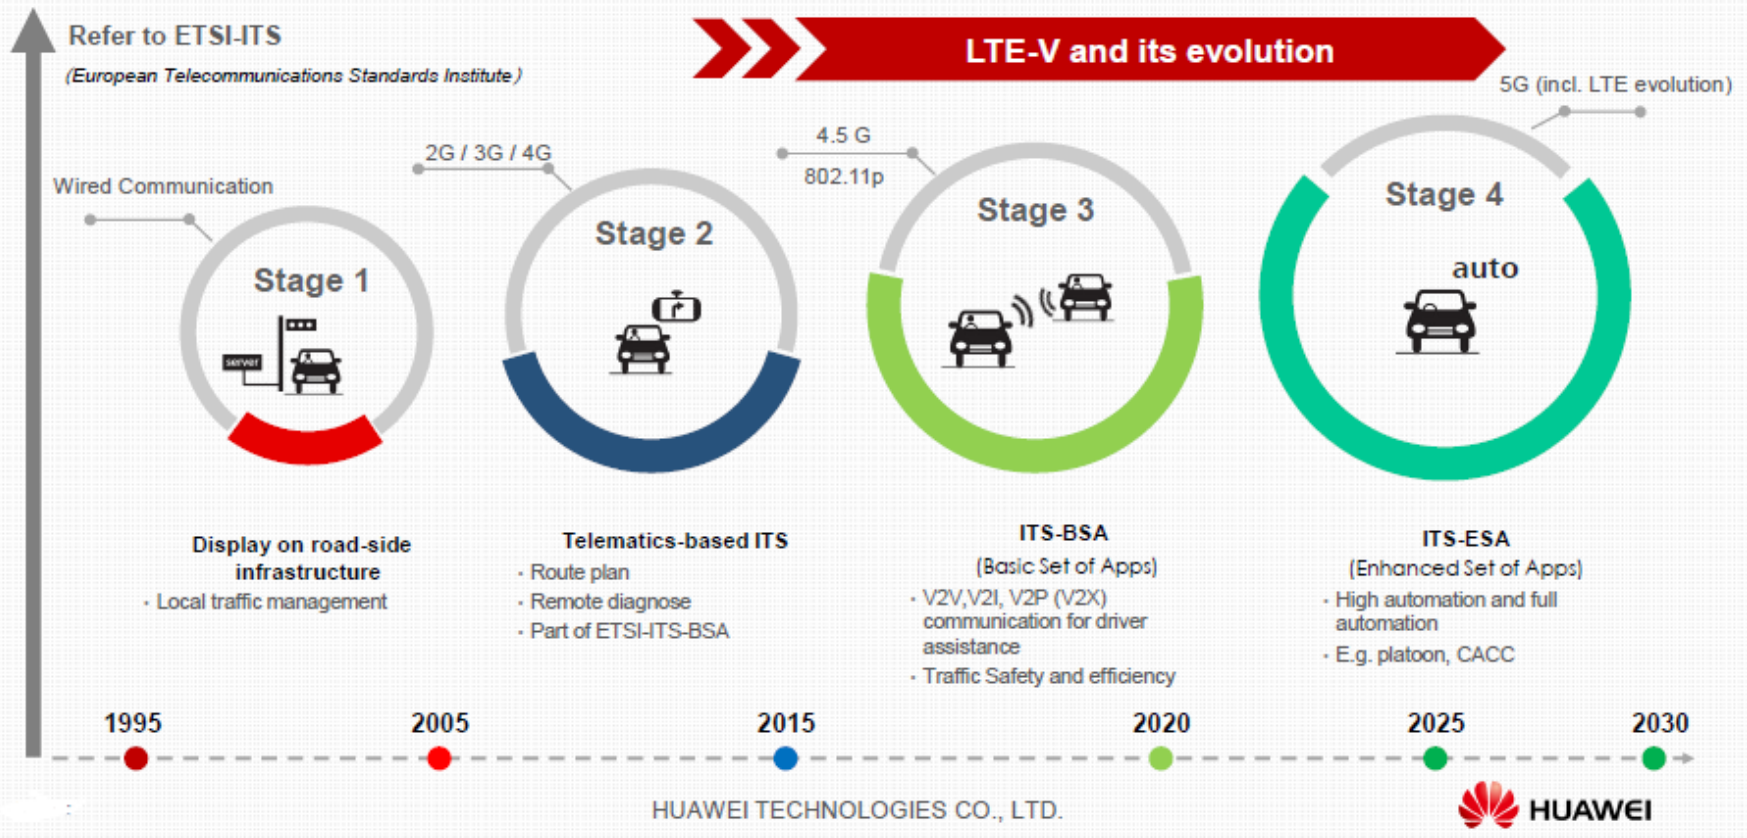 Refer to ETSI-ITS
(European Telecommunications Standards Institute)
LTE-V and its evolution
Wired Communication
Stage 1
server
Display on road-side
infrastructure
· Local traffic management
2G / 3G / 4G
Stage 2
Telematics-based ITS
· Route plan
· Remote diagnose
· Part of ETSI-ITS-BSA
4.5 G
802.11p
Stage 3
ITS-BSA
(Basic Set of Apps)
· V2V,V2I, V2P (V2X)
communication for driver
assistance
· Traffic Safety and efficiency
5G (incl. LTE evolution)
Stage 4
auto
ITS-ESA
(Enhanced Set of Apps)
· High automation and full
automation
· E.g. platoon, CACC
1995 2005 2015 2020 2025 2030
HUAWEI TECHNOLOGIES CO., LTD.
HUAWEI